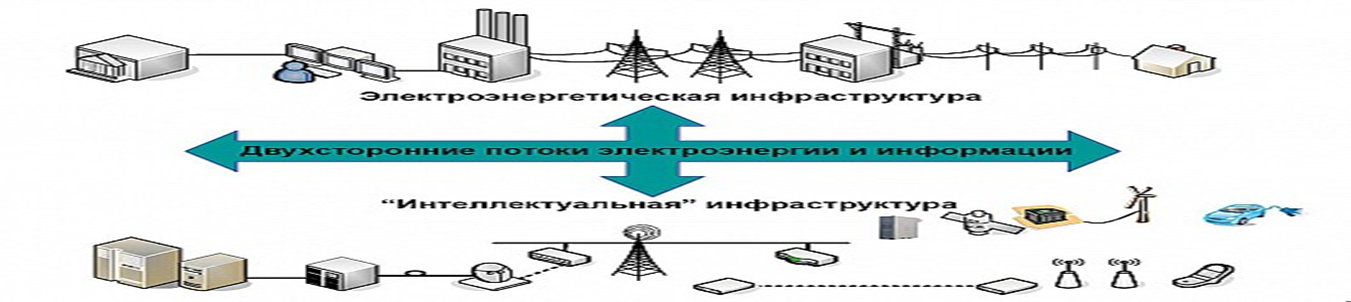 Электроэнергетическая инфраструктура
Двухсторонние потоки электроэнергии и информации
“Интеллектуальная” инфраструктура